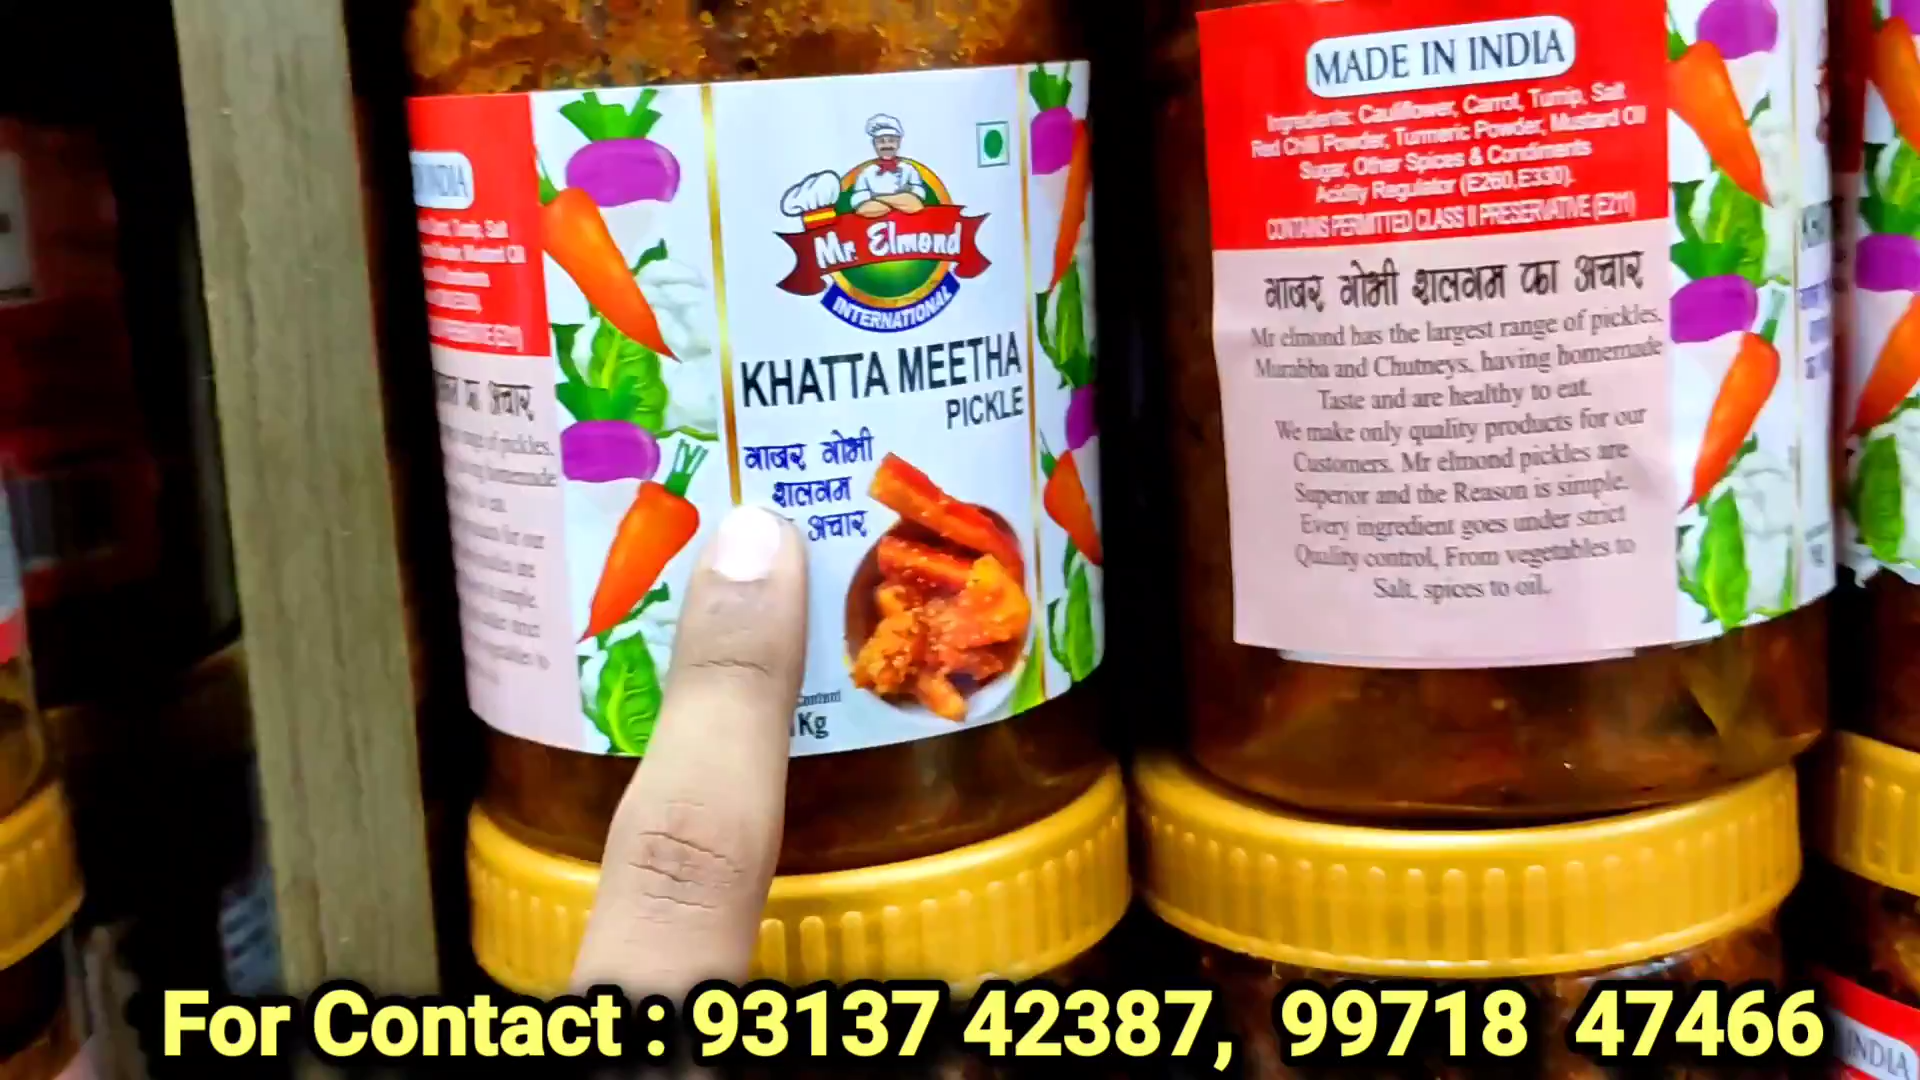 Mr. Elmond
INTERNATIONAL
KHATTA MEETHA
PICKLE
गाजर गोभी
शलगम
अचार
Kg
MADE IN INDIA
Ingredients: Cauliflower, Carrot, Turnip, Salt
Red Chilli Powder, Turmeric Powder, Mustard Oil
Sugar, Other Spices & Condiments
Acidity Regulator (E260,E330).
CONTAINS PERMITTED CLASS II PRESERVATIVE (E211)
गाजर गोभी शलगम का अचार
Mr elmond has the largest range of pickles,
Murabba and Chutneys, having homemade
Taste and are healthy to eat.
We make only quality products for our
Customers. Mr elmond pickles are
Superior and the Reason is simple.
Every ingredient goes under strict
Quality control, From vegetables to
Salt, spices to oil.
For Contact : 93137 42387, 99718 47466
INDIA